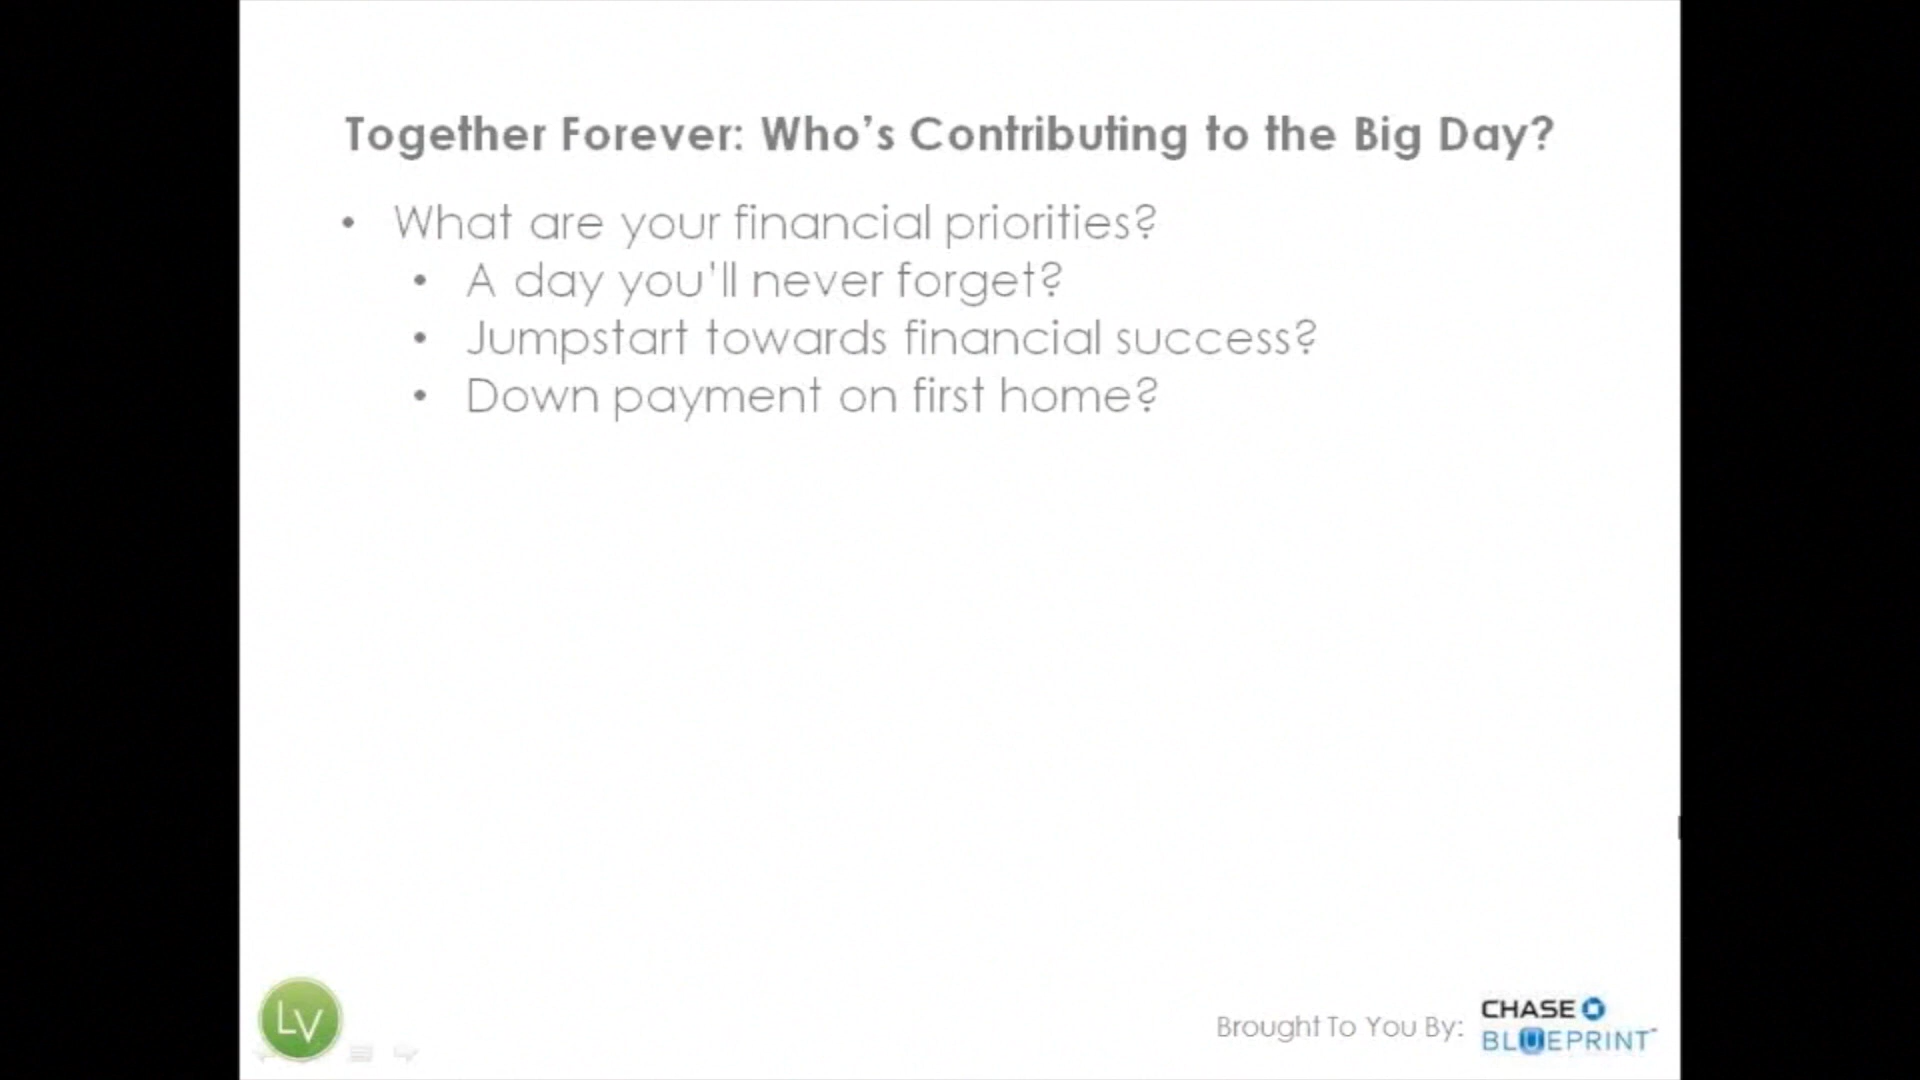 Together Forever: Who's Contributing to the Big Day?
• What are your financial priorities?
• A day you'll never forget?
• Jumpstart towards financial success?
• Down payment on first home?
LV
Brought To You By:
CHASE
BLUEPRINT